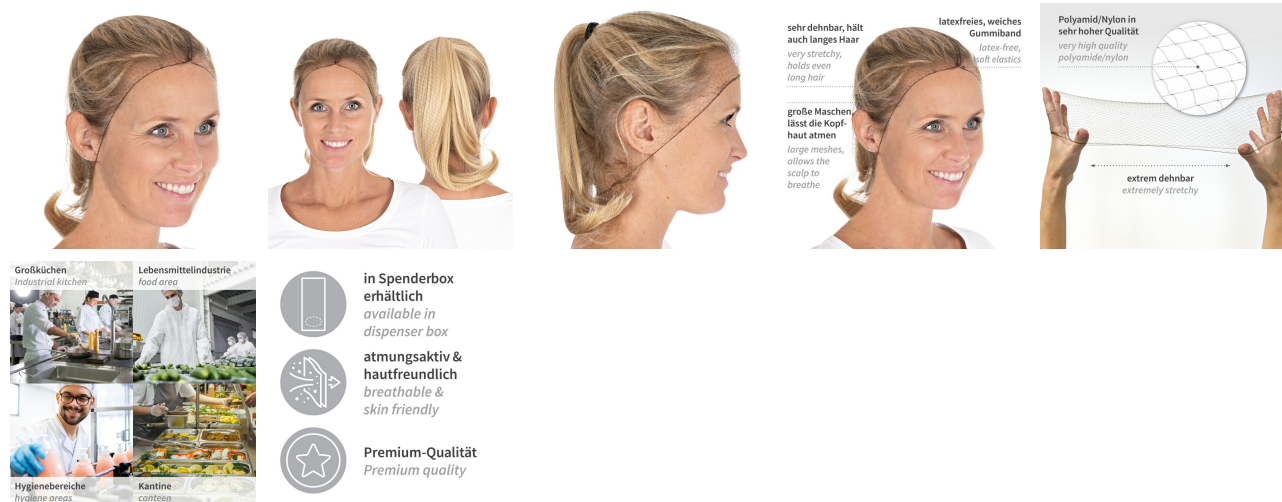 sehr dehnbar, hält
auch langes Haar
very stretchy,
holds even
long hair
große Maschen,
lässt die Kopf-
haut atmen
large meshes,
allows the
scalp to
breathe
latexfreies, weiches
Gummiband
latex-free,
soft elastics
Polyamid/Nylon in
sehr hoher Qualität
very high quality
polyamide/nylon
extrem dehnbar
extremely stretchy
Großküchen
Industrial kitchen
Lebensmittelindustrie
food area
Hygienebereiche
hygiene areas
Kantine
canteen
in Spenderbox
erhältlich
available in
dispenser box
atmungsaktiv &
hautfreundlich
breathable &
skin friendly
Premium-Qualität
Premium quality